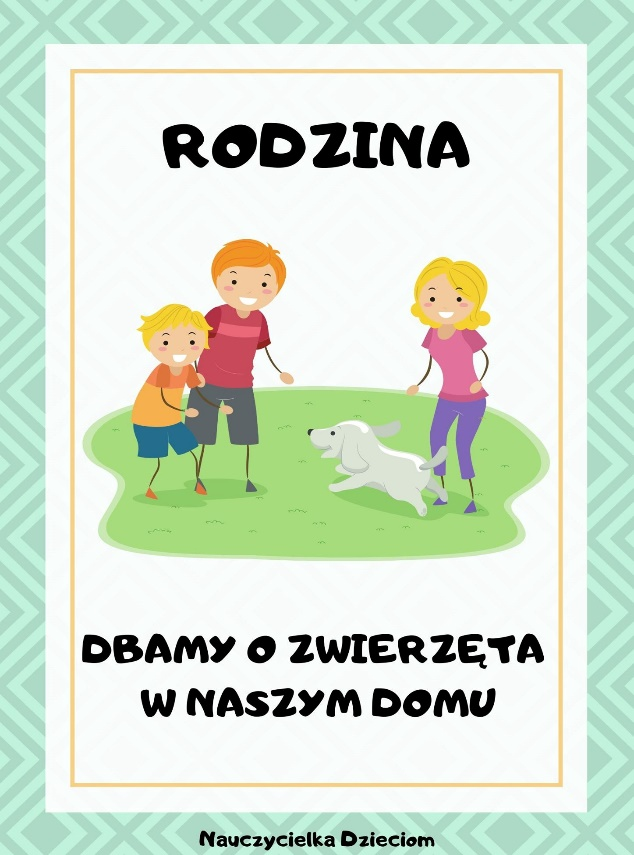 RODZINA
DBAMY O ZWIERZĘTA
W NASZYM DOMU
Nauczycielka Dzieciom